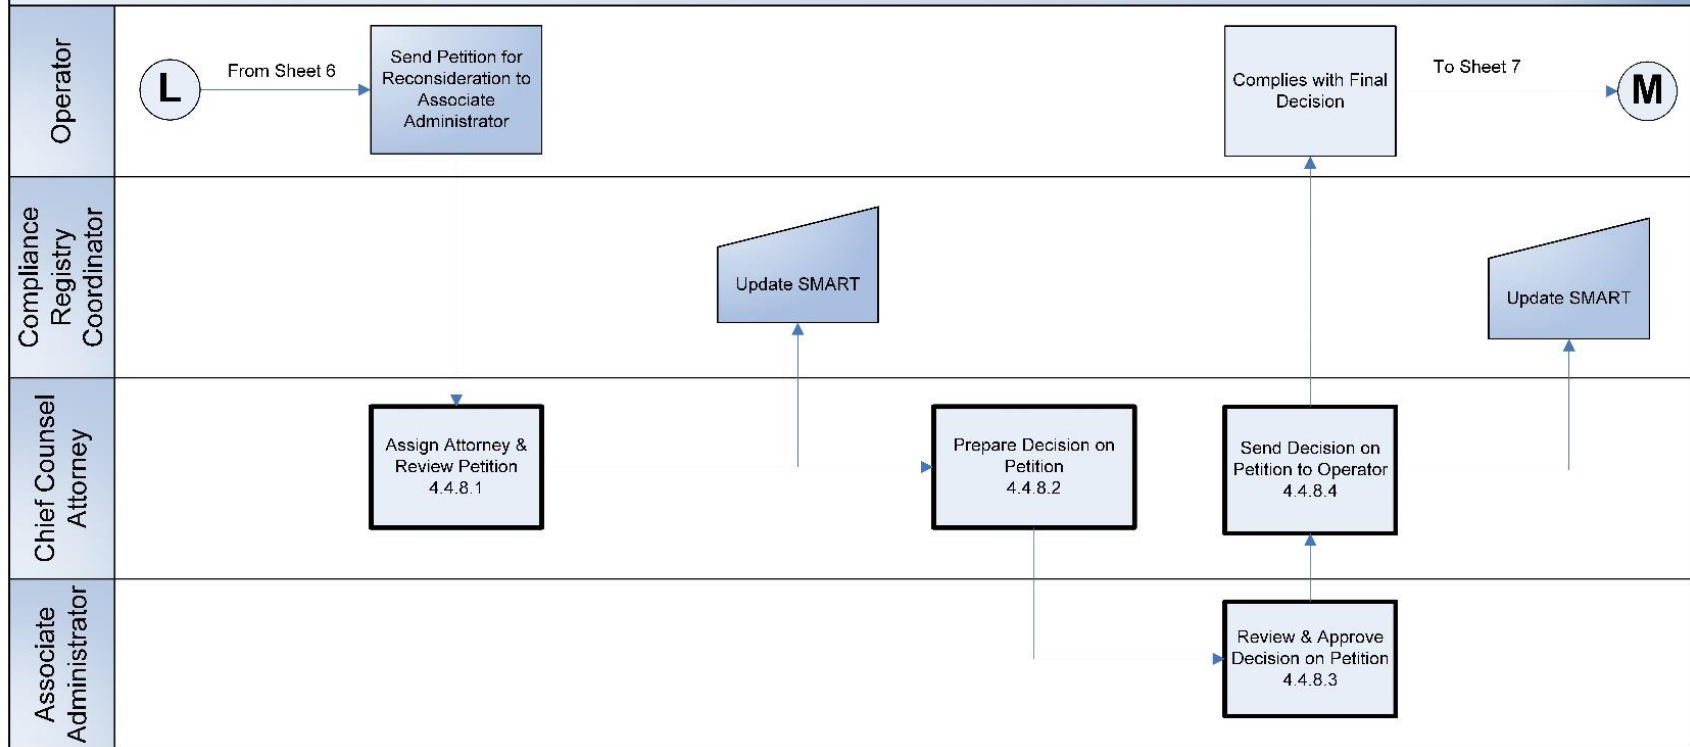 Operator
L
From Sheet 6
Send Petition for
Reconsideration to
Associate
Administrator
Complies with Final
Decision
To Sheet 7
M
Compliance
Registry
Coordinator
Update SMART
Update SMART
Chief Counsel
Attorney
Assign Attorney &
Review Petition
4.4.8.1
Prepare Decision on
Petition
4.4.8.2
Send Decision on
Petition to Operator
4.4.8.4
Associate
Administrator
Review & Approve
Decision on Petition
4.4.8.3